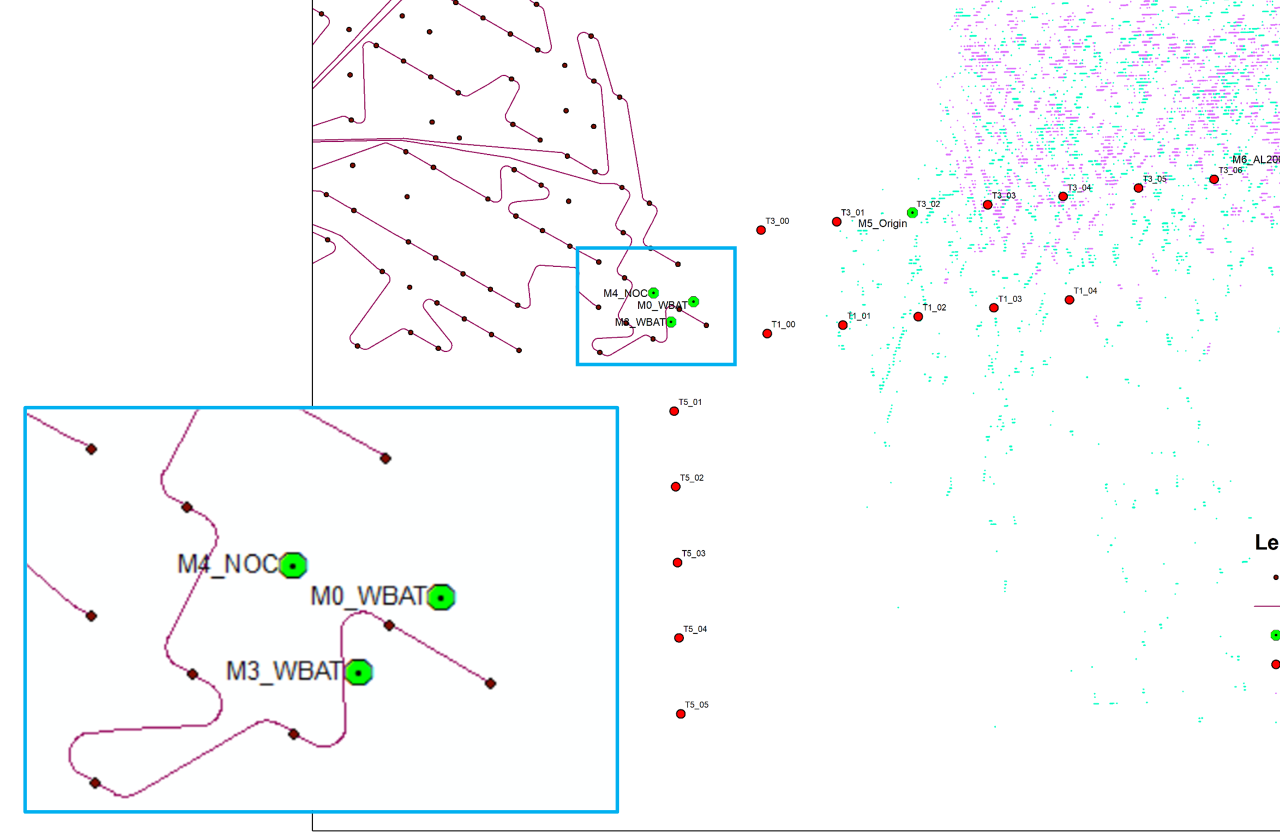 M6_AL20
T3_06
T3_05
T3_04
T3_03
T3_02
T3_01
M5_Origin
T3_00
M4_NOC
M0_WBAT
M3_WBAT
T1_00
T1_01
T1_02
T1_03
T1_04
T5_01
T5_02
T5_03
T5_04
T5_05
Le
M4_NOC
M0_WBAT
M3_WBAT